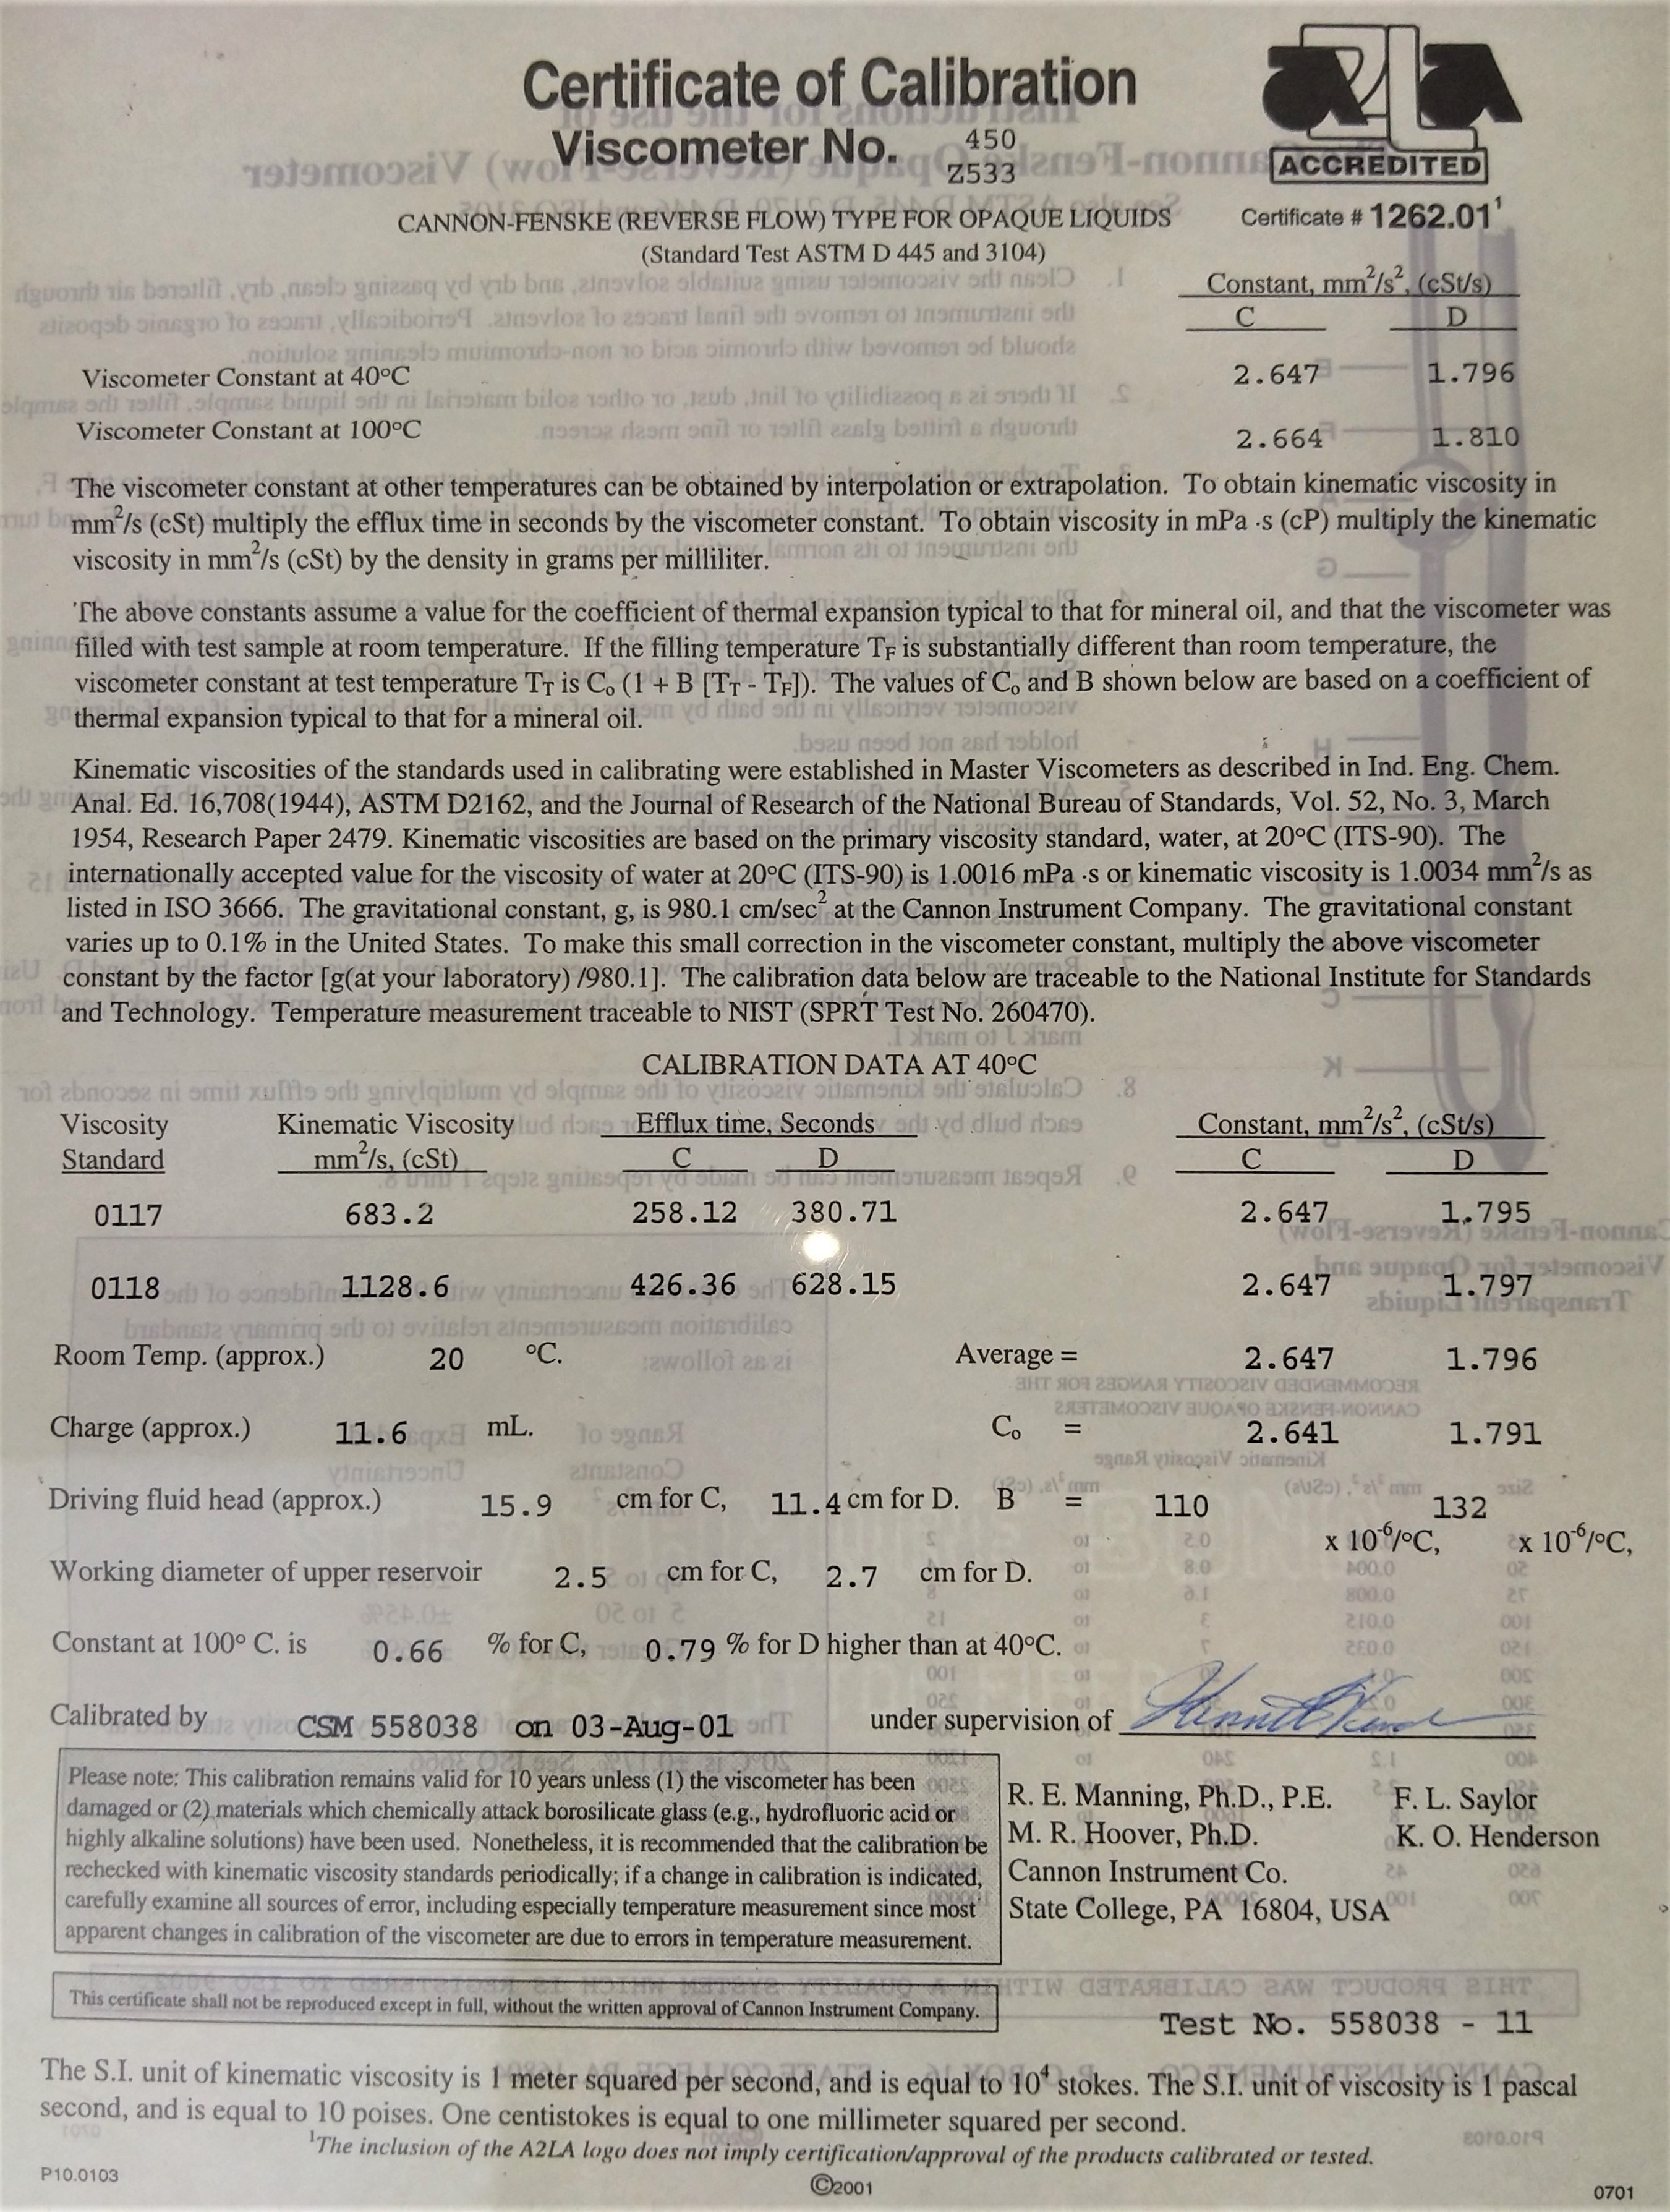 Certificate of Calibration
Viscometer No. 450
Z533
a2la
ACCREDITED
CANNON-FENSKE (REVERSE FLOW) TYPE FOR OPAQUE LIQUIDS
Certificate # 1262.01¹
(Standard Test ASTM D 445 and 3104)
Constant, mm²/s², (cSt/s)
C D
Viscometer Constant at 40°C 2.647 1.796
Viscometer Constant at 100°C 2.664 1.810
The viscometer constant at other temperatures can be obtained by interpolation or extrapolation. To obtain kinematic viscosity in
mm²/s (cSt) multiply the efflux time in seconds by the viscometer constant. To obtain viscosity in mPa ·s (cP) multiply the kinematic
viscosity in mm²/s (cSt) by the density in grams per milliliter.
The above constants assume a value for the coefficient of thermal expansion typical to that for mineral oil, and that the viscometer was
filled with test sample at room temperature. If the filling temperature TF is substantially different than room temperature, the
viscometer constant at test temperature TT is Co (1 + B [TT - TF]). The values of Co and B shown below are based on a coefficient of
thermal expansion typical to that for a mineral oil.
Kinematic viscosities of the standards used in calibrating were established in Master Viscometers as described in Ind. Eng. Chem.
Anal. Ed. 16,708(1944), ASTM D2162, and the Journal of Research of the National Bureau of Standards, Vol. 52, No. 3, March
1954, Research Paper 2479. Kinematic viscosities are based on the primary viscosity standard, water, at 20°C (ITS-90). The
internationally accepted value for the viscosity of water at 20°C (ITS-90) is 1.0016 mPa ·s or kinematic viscosity is 1.0034 mm²/s as
listed in ISO 3666. The gravitational constant, g, is 980.1 cm/sec² at the Cannon Instrument Company. The gravitational constant
varies up to 0.1% in the United States. To make this small correction in the viscometer constant, multiply the above viscometer
constant by the factor [g(at your laboratory) /980.1]. The calibration data below are traceable to the National Institute for Standards
and Technology. Temperature measurement traceable to NIST (SPRT Test No. 260470).
CALIBRATION DATA AT 40°C
Viscosity Kinematic Viscosity Efflux time, Seconds Constant, mm²/s², (cSt/s)
Standard mm²/s, (cSt) C D C D
0117 683.2 258.12 380.71 2.647 1.795
0118 1128.6 426.36 628.15 2.647 1.797
Room Temp. (approx.) 20 °C. Average = 2.647 1.796
Charge (approx.) 11.6 mL. Co = 2.641 1.791
Driving fluid head (approx.) 15.9 cm for C, 11.4 cm for D. B = 110 132
x 10⁻⁶/°C, x 10⁻⁶/°C,
Working diameter of upper reservoir 2.5 cm for C, 2.7 cm for D.
Constant at 100° C. is 0.66 % for C, 0.79 % for D higher than at 40°C.
Calibrated by CSM 558038 on 03-Aug-01 under supervision of
Please note: This calibration remains valid for 10 years unless (1) the viscometer has been
damaged or (2) materials which chemically attack borosilicate glass (e.g., hydrofluoric acid or
highly alkaline solutions) have been used. Nonetheless, it is recommended that the calibration be
rechecked with kinematic viscosity standards periodically; if a change in calibration is indicated,
carefully examine all sources of error, including especially temperature measurement since most
apparent changes in calibration of the viscometer are due to errors in temperature measurement.
R. E. Manning, Ph.D., P.E. F. L. Saylor
M. R. Hoover, Ph.D. K. O. Henderson
Cannon Instrument Co.
State College, PA 16804, USA
This certificate shall not be reproduced except in full, without the written approval of Cannon Instrument Company.
Test No. 558038 - 11
The S.I. unit of kinematic viscosity is 1 meter squared per second, and is equal to 10⁴ stokes. The S.I. unit of viscosity is 1 pascal
second, and is equal to 10 poises. One centistokes is equal to one millimeter squared per second.
¹The inclusion of the A2LA logo does not imply certification/approval of the products calibrated or tested.
P10.0103
©2001
0701